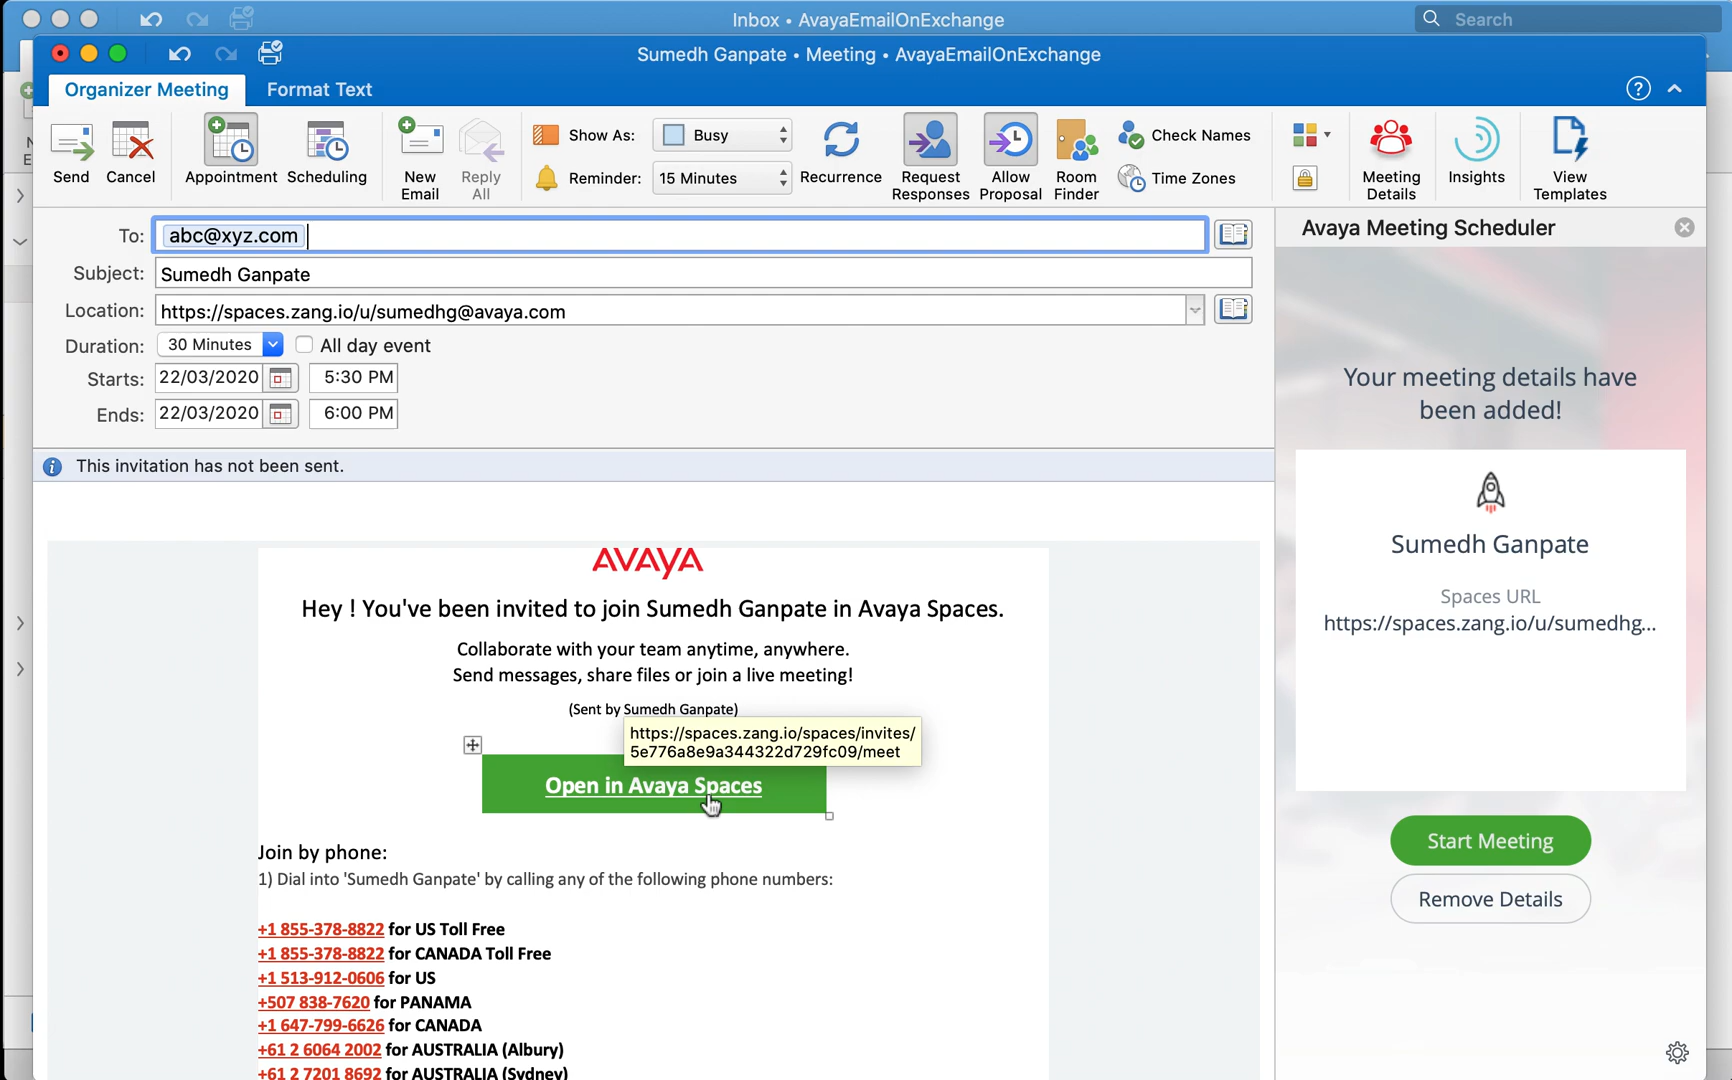 Inbox • AvayaEmailOnExchange
Search
Sumedh Ganpate • Meeting • AvayaEmailOnExchange
Organizer Meeting
Format Text
?
Send
Cancel
Appointment
Scheduling
New Email
Reply All
Show As:
Busy
Reminder:
15 Minutes
Recurrence
Request Responses
Allow Proposal
Room Finder
Check Names
Time Zones
Meeting Details
Insights
View Templates
To:
abc@xyz.com
Subject:
Sumedh Ganpate
Location:
https://spaces.zang.io/u/sumedhg@avaya.com
Duration:
30 Minutes
All day event
Starts:
22/03/2020
5:30 PM
Ends:
22/03/2020
6:00 PM
This invitation has not been sent.
AVAYA
Hey ! You've been invited to join Sumedh Ganpate in Avaya Spaces.
Collaborate with your team anytime, anywhere.
Send messages, share files or join a live meeting!
(Sent by Sumedh Ganpate)
https://spaces.zang.io/spaces/invites/
5e776a8e9a344322d729fc09/meet
Open in Avaya Spaces
Join by phone:
1) Dial into 'Sumedh Ganpate' by calling any of the following phone numbers:
+1 855-378-8822 for US Toll Free
+1 855-378-8822 for CANADA Toll Free
+1 513-912-0606 for US
+507 838-7620 for PANAMA
+1 647-799-6626 for CANADA
+61 2 6064 2002 for AUSTRALIA (Albury)
+61 2 7201 8692 for AUSTRALIA (Sydney)
Avaya Meeting Scheduler
Your meeting details have
been added!
Sumedh Ganpate
Spaces URL
https://spaces.zang.io/u/sumedhg...
Start Meeting
Remove Details